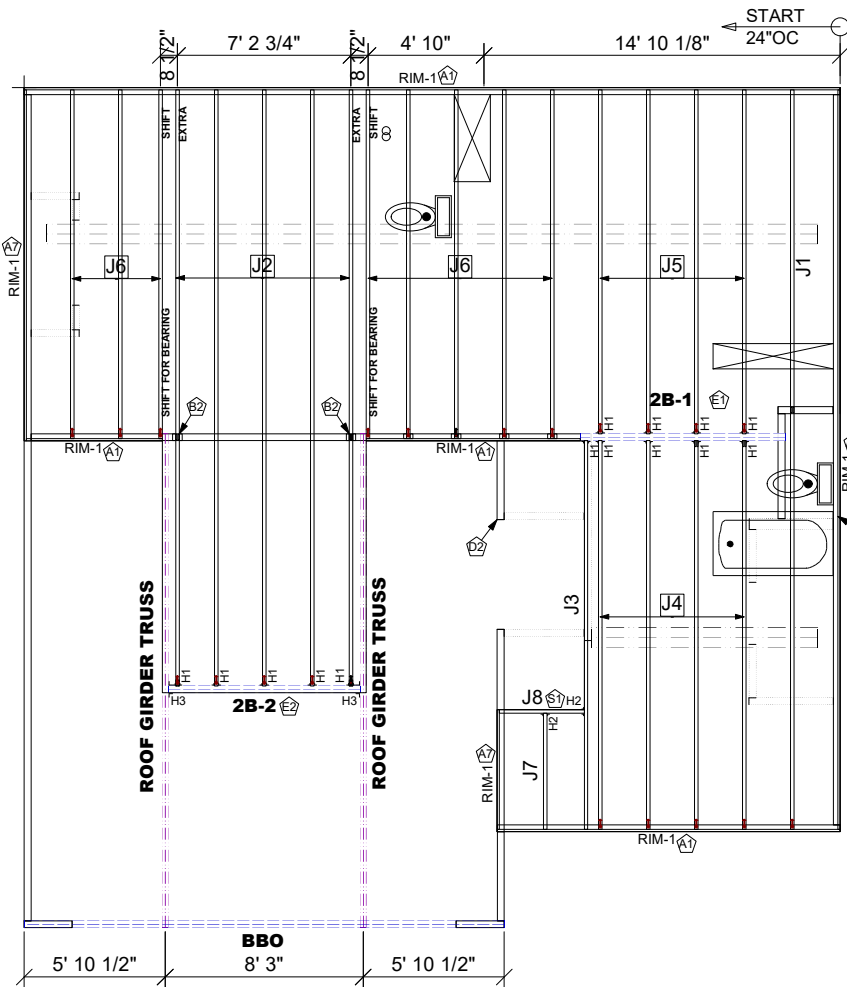 START
24"OC
8 1/2"
7' 2 3/4"
8 1/2"
4' 10"
14' 10 1/8"
RIM-1 A1
SHIFT
EXTRA
EXTRA
SHIFT
RIM-1 A7
J6
J2
J6
J5
J1
SHIFT FOR BEARING
SHIFT FOR BEARING
B2
B2
2B-1 E1
H1
H1
H1
H1
RIM-1 A1
RIM-1 A1
H1
H1
H1
H1
H1
RIM-1
D2
ROOF GIRDER TRUSS
ROOF GIRDER TRUSS
J3
J4
H1
H1
H1
H1
H1
H3
2B-2 E2
H3
J8 S1 H2
H2
J7
RIM-1 A7
RIM-1 A1
BBO
5' 10 1/2"
8' 3"
5' 10 1/2"